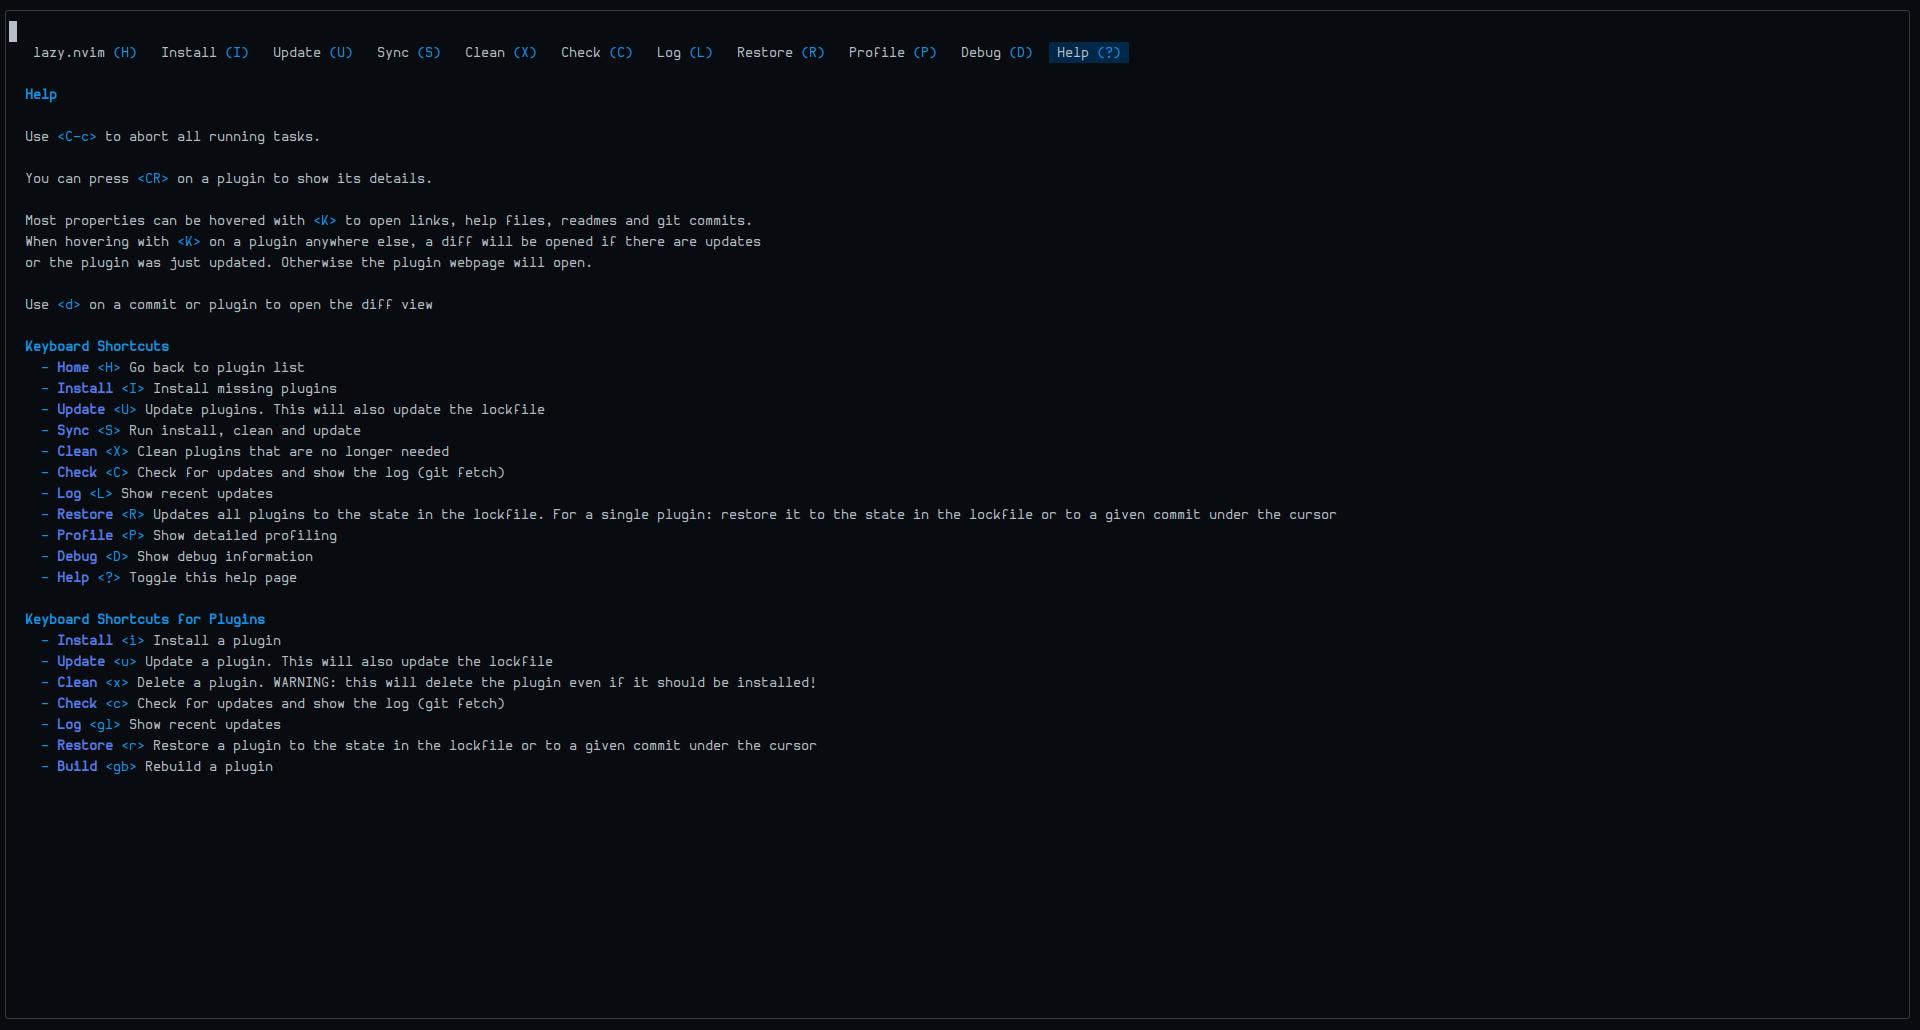 lazy.nvim (H) Install (I) Update (U) Sync (S) Clean (X) Check (C) Log (L) Restore (R) Profile (P) Debug (D) Help (?)
Help
Use <C-c> to abort all running tasks.
You can press <CR> on a plugin to show its details.
Most properties can be hovered with <K> to open links, help files, readmes and git commits.
When hovering with <K> on a plugin anywhere else, a diff will be opened if there are updates
or the plugin was just updated. Otherwise the plugin webpage will open.
Use <d> on a commit or plugin to open the diff view
Keyboard Shortcuts
- Home <H> Go back to plugin list
- Install <I> Install missing plugins
- Update <U> Update plugins. This will also update the lockfile
- Sync <S> Run install, clean and update
- Clean <X> Clean plugins that are no longer needed
- Check <C> Check for updates and show the log (git fetch)
- Log <L> Show recent updates
- Restore <R> Updates all plugins to the state in the lockfile. For a single plugin: restore it to the state in the lockfile or to a given commit under the cursor
- Profile <P> Show detailed profiling
- Debug <D> Show debug information
- Help <?> Toggle this help page
Keyboard Shortcuts for Plugins
- Install <i> Install a plugin
- Update <u> Update a plugin. This will also update the lockfile
- Clean <x> Delete a plugin. WARNING: this will delete the plugin even if it should be installed!
- Check <c> Check for updates and show the log (git fetch)
- Log <gl> Show recent updates
- Restore <r> Restore a plugin to the state in the lockfile or to a given commit under the cursor
- Build <gb> Rebuild a plugin